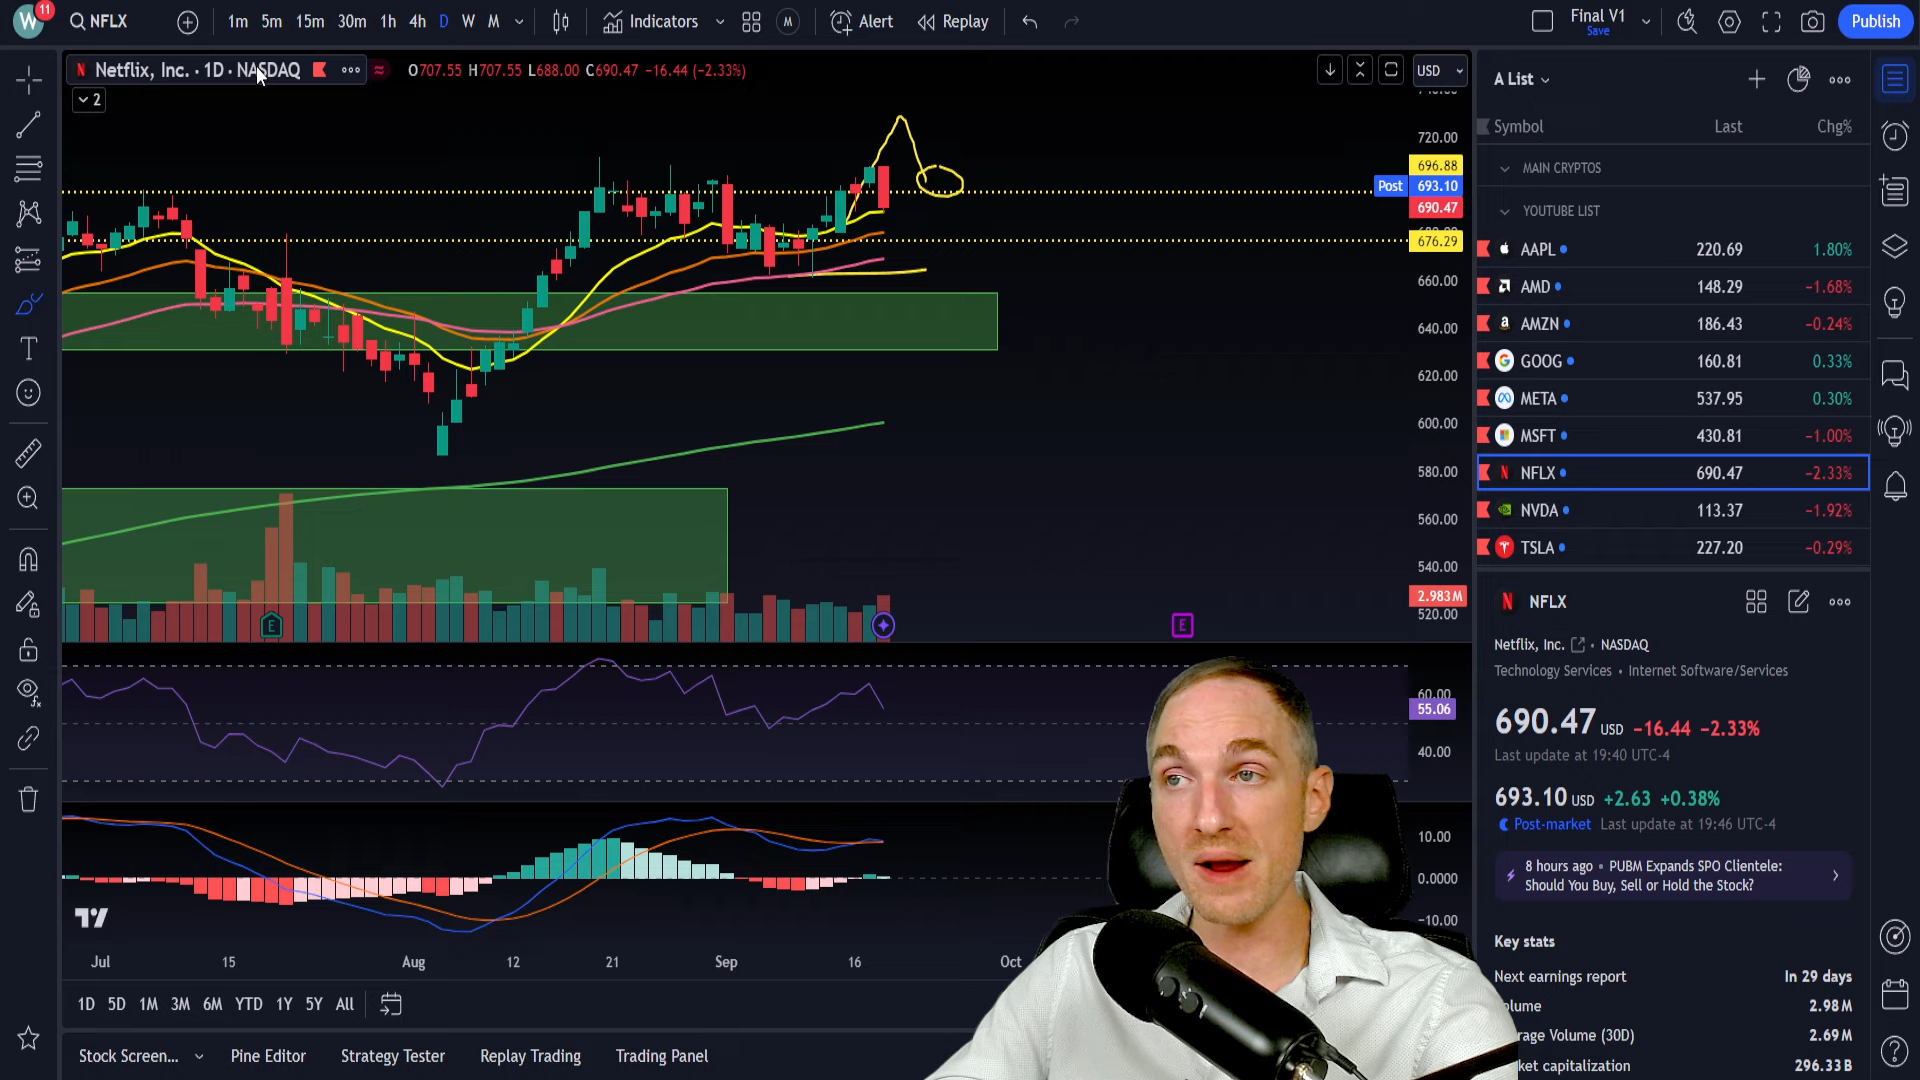 W 11 NFLX 1m 5m 15m 30m 1h 4h D W M Indicators M Alert Replay Final V1 Save Publish
Netflix, Inc. · 1D · NASDAQ O707.55 H707.55 L688.00 C690.47 −16.44 (−2.33%) USD
2
720.00
696.88
Post 693.10
690.47
676.29
660.00
640.00
620.00
600.00
580.00
560.00
540.00
2.983M
520.00
E E
60.00
55.06
40.00
10.00
0.0000
−10.00
Jul 15 Aug 12 21 Sep 16 Oct
1D 5D 1M 3M 6M YTD 1Y 5Y All
Stock Screen... Pine Editor Strategy Tester Replay Trading Trading Panel
A List
Symbol Last Chg%
MAIN CRYPTOS
YOUTUBE LIST
AAPL 220.69 1.80%
AMD 148.29 −1.68%
AMZN 186.43 −0.24%
GOOG 160.81 0.33%
META 537.95 0.30%
MSFT 430.81 −1.00%
NFLX 690.47 −2.33%
NVDA 113.37 −1.92%
TSLA 227.20 −0.29%
NFLX
Netflix, Inc. • NASDAQ
Technology Services • Internet Software/Services
690.47 USD −16.44 −2.33%
Last update at 19:40 UTC-4
693.10 USD +2.63 +0.38%
Post-market Last update at 19:46 UTC-4
8 hours ago • PUBM Expands SPO Clientele:
Should You Buy, Sell or Hold the Stock?
Key stats
Next earnings report In 29 days
2.98M
Volume (30D) 2.69M
capitalization 296.33B